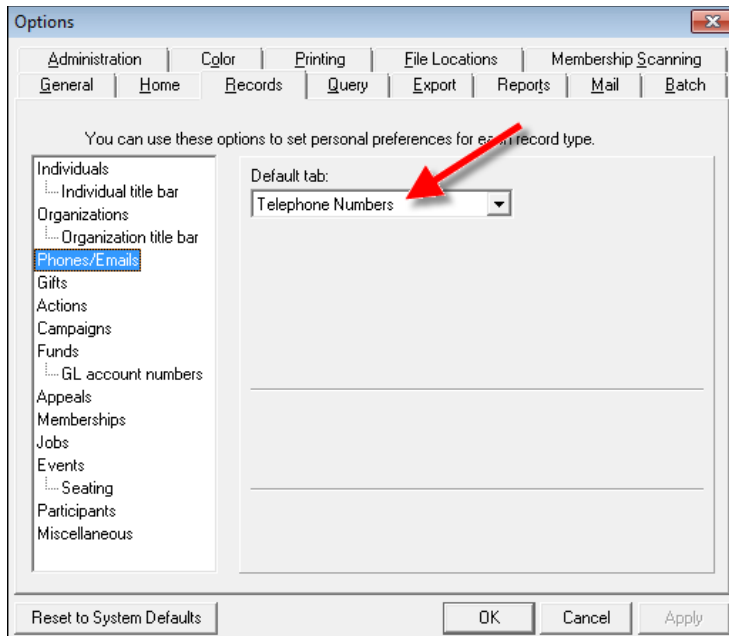 Options
Administration Color Printing File Locations Membership Scanning
General Home Records Query Export Reports Mail Batch
You can use these options to set personal preferences for each record type.
Individuals
Individual title bar
Organizations
Organization title bar
Phones/Emails
Gifts
Actions
Campaigns
Funds
GL account numbers
Appeals
Memberships
Jobs
Events
Seating
Participants
Miscellaneous
Default tab:
Telephone Numbers
Reset to System Defaults OK Cancel Apply